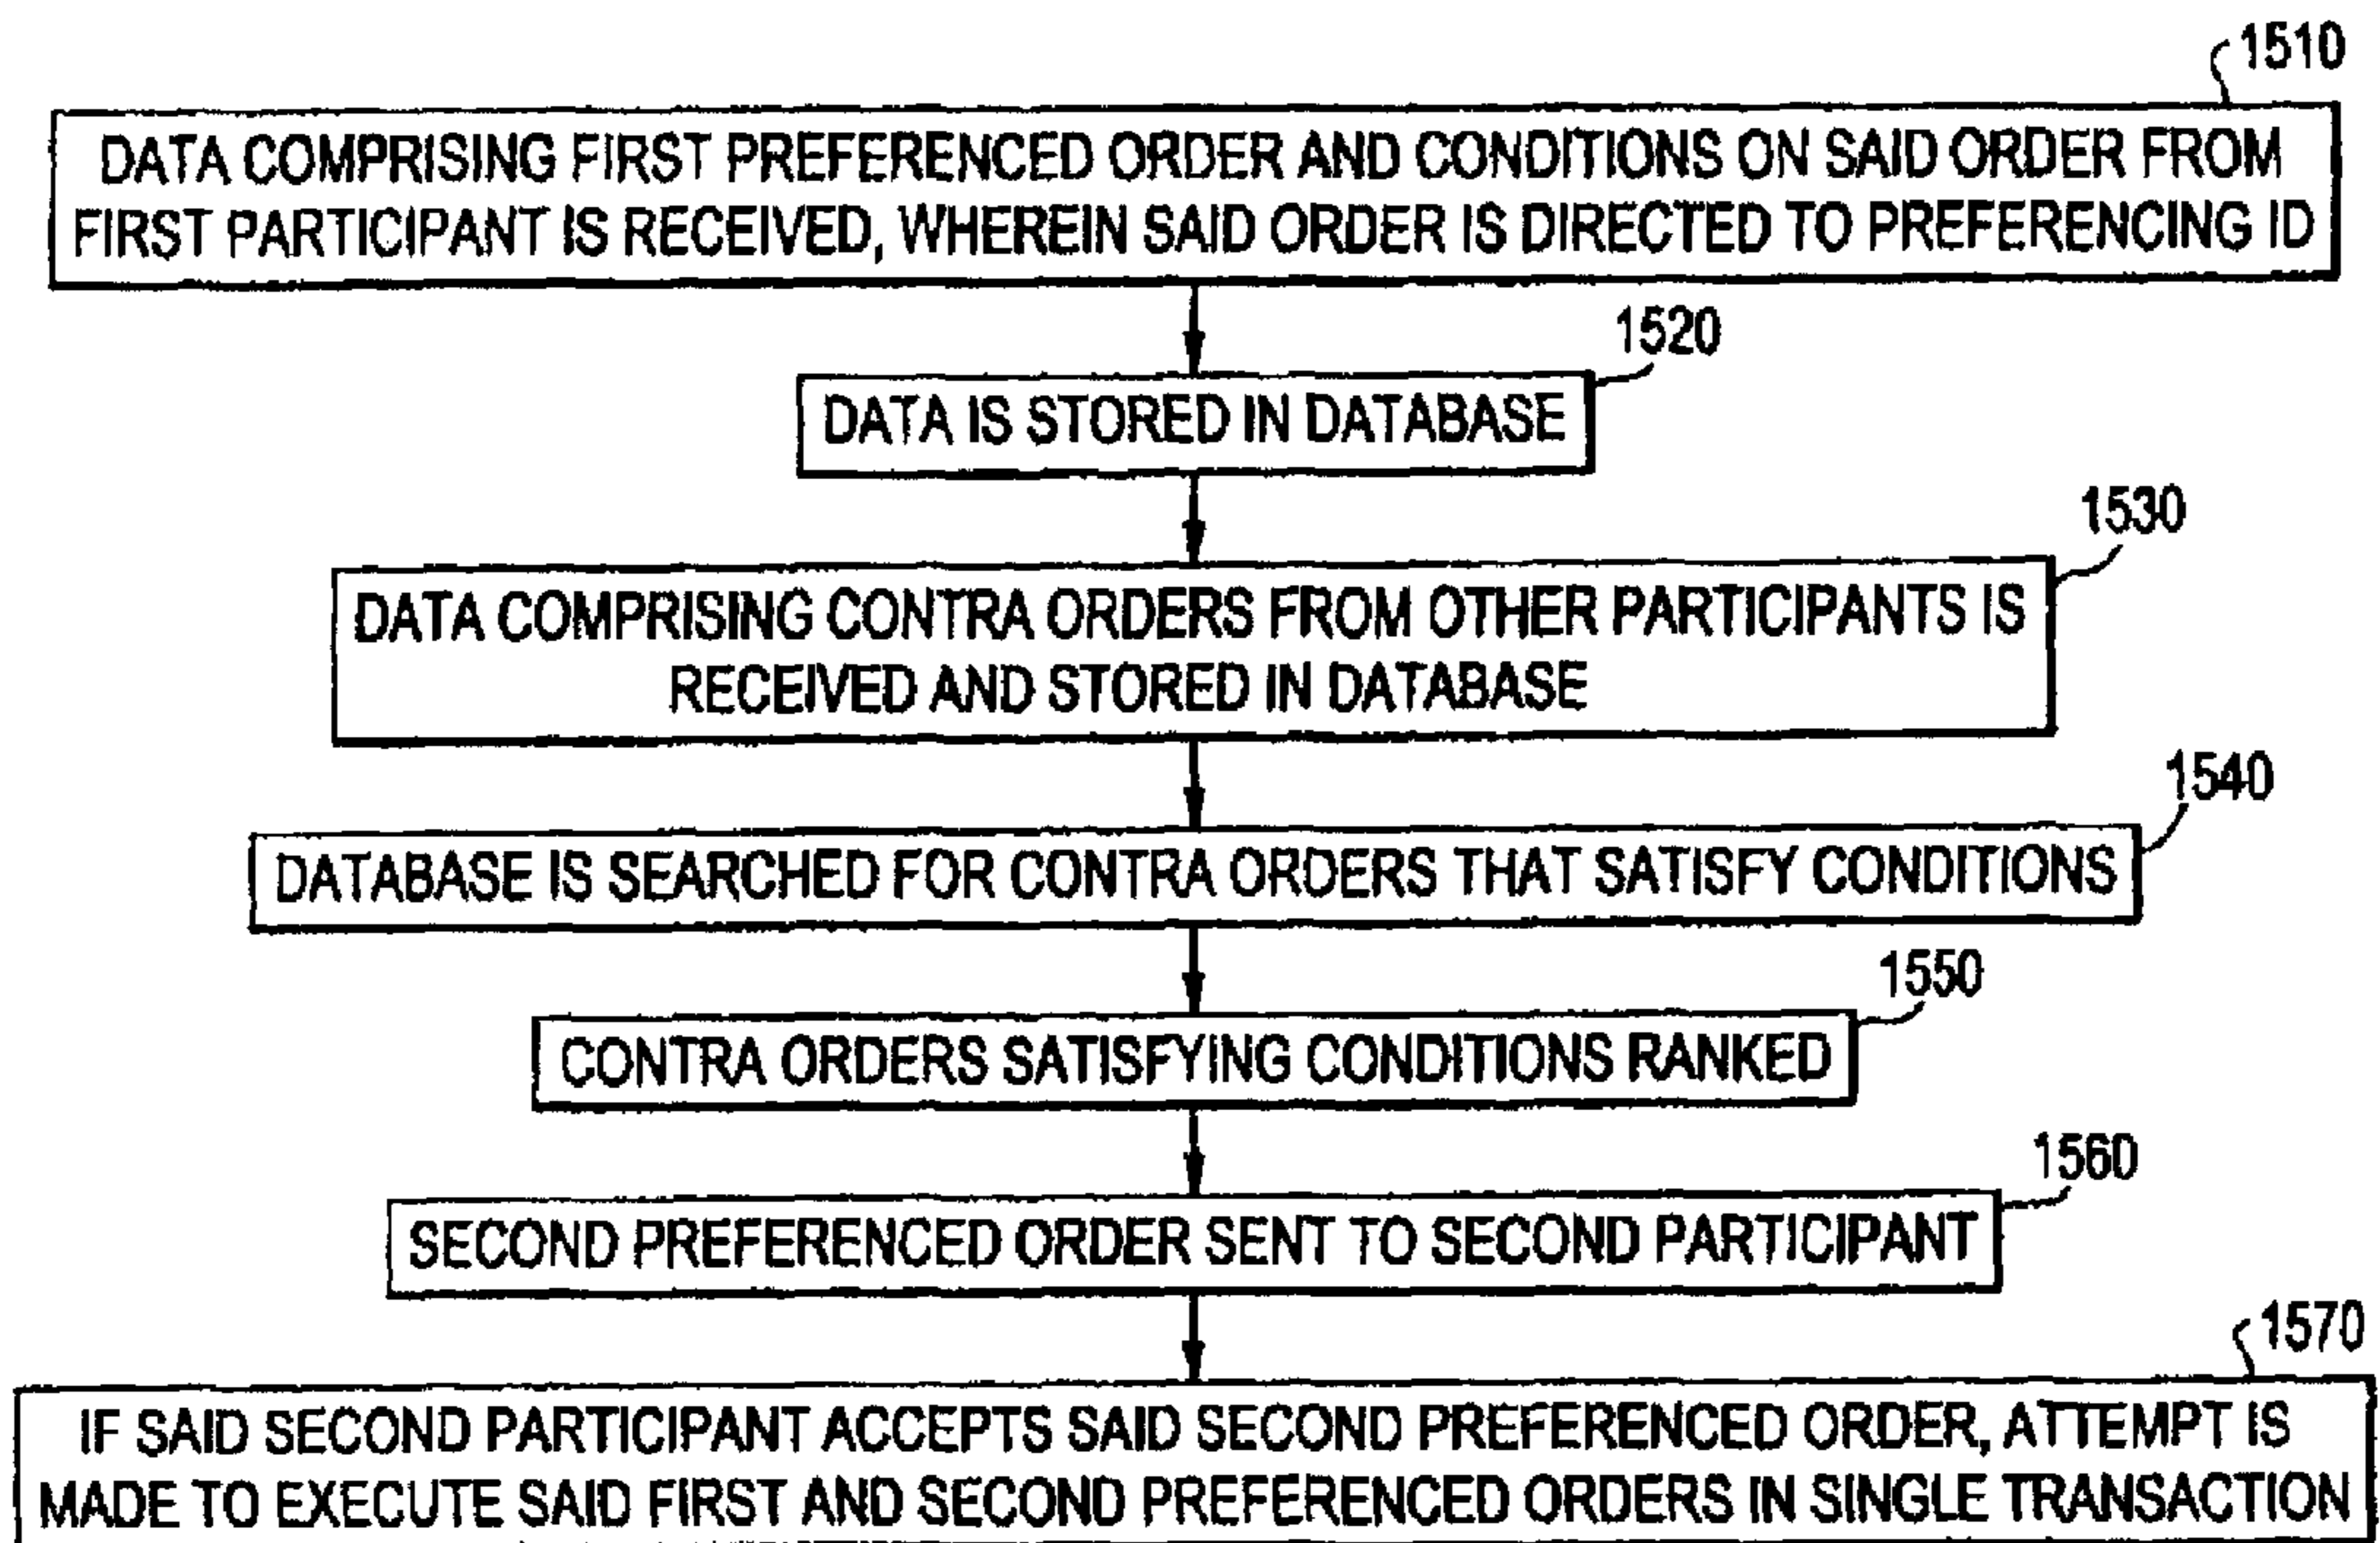 1510
DATA COMPRISING FIRST PREFERENCED ORDER AND CONDITIONS ON SAID ORDER FROM
FIRST PARTICIPANT IS RECEIVED, WHEREIN SAID ORDER IS DIRECTED TO PREFERENCING ID
1520
DATA IS STORED IN DATABASE
1530
DATA COMPRISING CONTRA ORDERS FROM OTHER PARTICIPANTS IS
RECEIVED AND STORED IN DATABASE
1540
DATABASE IS SEARCHED FOR CONTRA ORDERS THAT SATISFY CONDITIONS
1550
CONTRA ORDERS SATISFYING CONDITIONS RANKED
1560
SECOND PREFERENCED ORDER SENT TO SECOND PARTICIPANT
1570
IF SAID SECOND PARTICIPANT ACCEPTS SAID SECOND PREFERENCED ORDER, ATTEMPT IS
MADE TO EXECUTE SAID FIRST AND SECOND PREFERENCED ORDERS IN SINGLE TRANSACTION